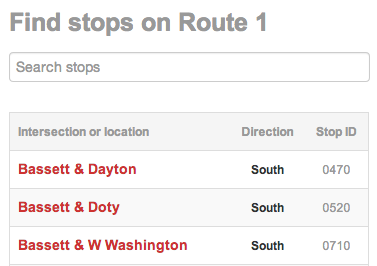 Find stops on Route 1
Search stops
Intersection or location Direction Stop ID
Bassett & Dayton South 0470
Bassett & Doty South 0520
Bassett & W Washington South 0710